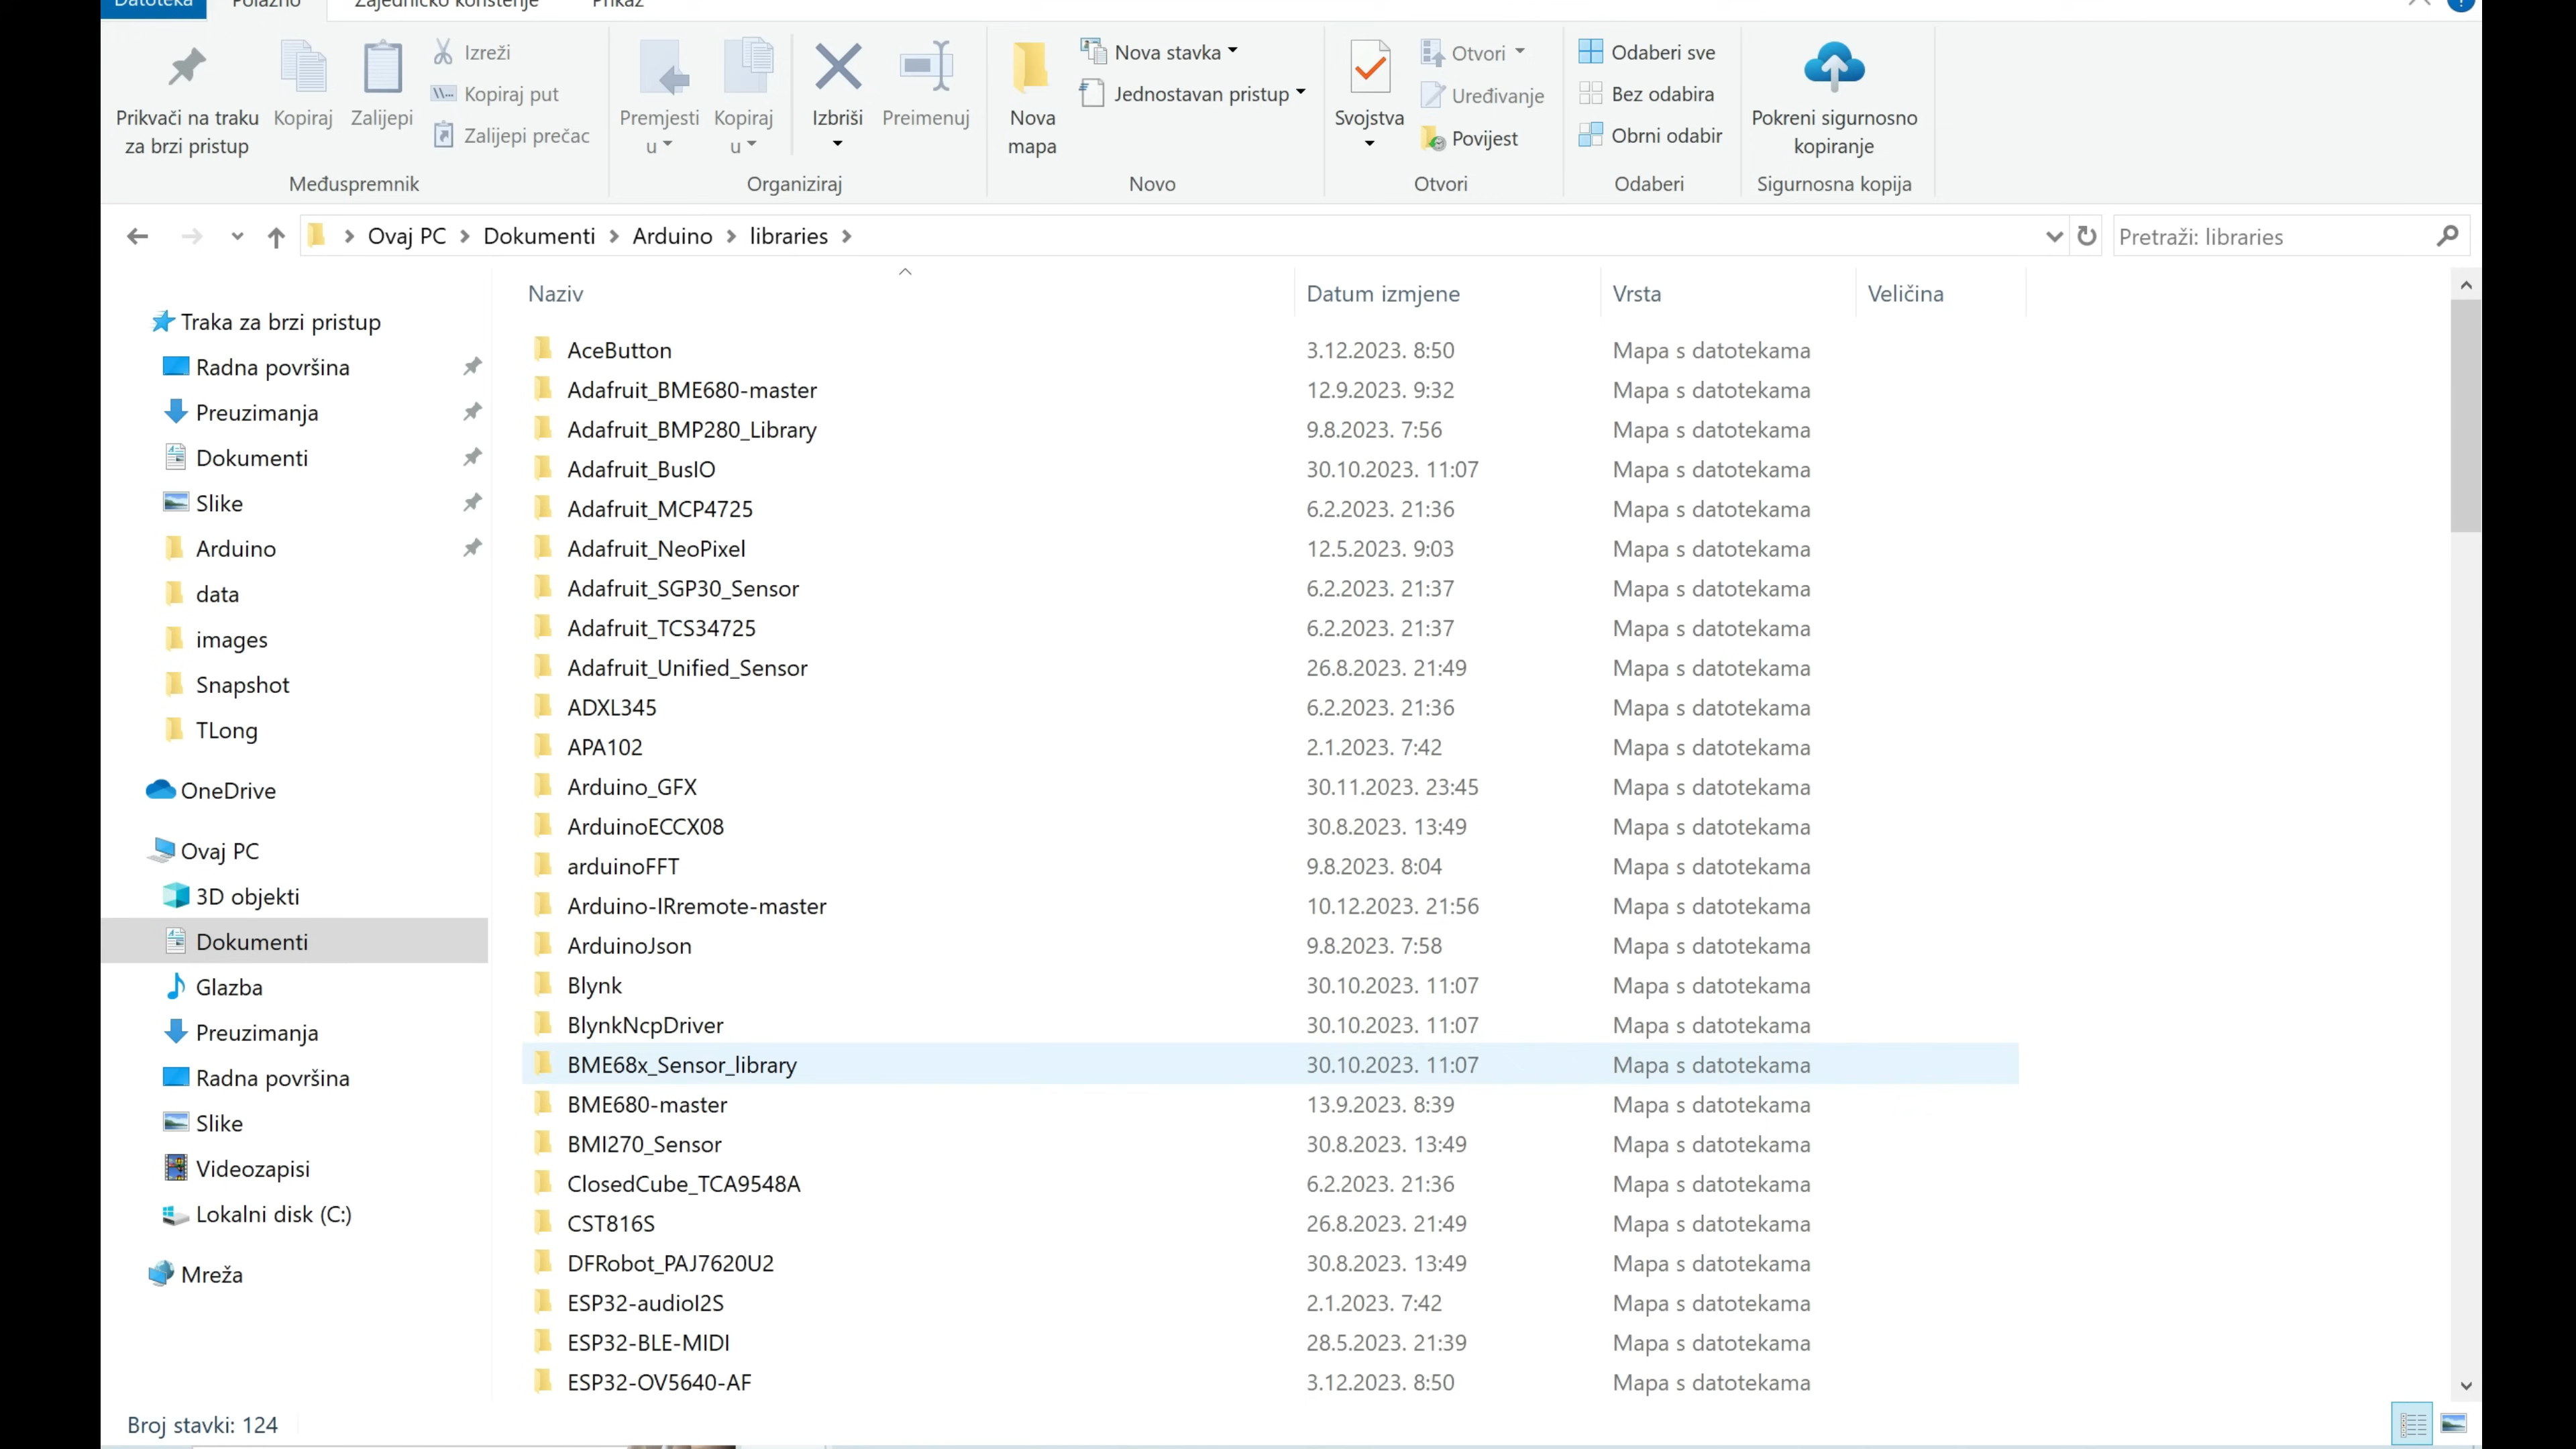 Datoteka Polazno Zajedničko korištenje Prikaz
Izreži
Kopiraj put
Zalijepi prečac
Prikvači na traku
za brzi pristup
Kopiraj
Zalijepi
Međuspremnik
Premjesti
u
Kopiraj
u
Izbriši
Preimenuj
Organiziraj
Nova
mapa
Nova stavka
Jednostavan pristup
Novo
Svojstva
Otvori
Uređivanje
Povijest
Otvori
Odaberi sve
Bez odabira
Obrni odabir
Odaberi
Pokreni sigurnosno
kopiranje
Sigurnosna kopija
Ovaj PC Dokumenti Arduino libraries
Pretraži: libraries
Traka za brzi pristup
Radna površina
Preuzimanja
Dokumenti
Slike
Arduino
data
images
Snapshot
TLong
OneDrive
Ovaj PC
3D objekti
Dokumenti
Glazba
Preuzimanja
Radna površina
Slike
Videozapisi
Lokalni disk (C:)
Mreža
Naziv Datum izmjene Vrsta Veličina
AceButton 3.12.2023. 8:50 Mapa s datotekama
Adafruit_BME680-master 12.9.2023. 9:32 Mapa s datotekama
Adafruit_BMP280_Library 9.8.2023. 7:56 Mapa s datotekama
Adafruit_BusIO 30.10.2023. 11:07 Mapa s datotekama
Adafruit_MCP4725 6.2.2023. 21:36 Mapa s datotekama
Adafruit_NeoPixel 12.5.2023. 9:03 Mapa s datotekama
Adafruit_SGP30_Sensor 6.2.2023. 21:37 Mapa s datotekama
Adafruit_TCS34725 6.2.2023. 21:37 Mapa s datotekama
Adafruit_Unified_Sensor 26.8.2023. 21:49 Mapa s datotekama
ADXL345 6.2.2023. 21:36 Mapa s datotekama
APA102 2.1.2023. 7:42 Mapa s datotekama
Arduino_GFX 30.11.2023. 23:45 Mapa s datotekama
ArduinoECCX08 30.8.2023. 13:49 Mapa s datotekama
arduinoFFT 9.8.2023. 8:04 Mapa s datotekama
Arduino-IRremote-master 10.12.2023. 21:56 Mapa s datotekama
ArduinoJson 9.8.2023. 7:58 Mapa s datotekama
Blynk 30.10.2023. 11:07 Mapa s datotekama
BlynkNcpDriver 30.10.2023. 11:07 Mapa s datotekama
BME68x_Sensor_library 30.10.2023. 11:07 Mapa s datotekama
BME680-master 13.9.2023. 8:39 Mapa s datotekama
BMI270_Sensor 30.8.2023. 13:49 Mapa s datotekama
ClosedCube_TCA9548A 6.2.2023. 21:36 Mapa s datotekama
CST816S 26.8.2023. 21:49 Mapa s datotekama
DFRobot_PAJ7620U2 30.8.2023. 13:49 Mapa s datotekama
ESP32-audioI2S 2.1.2023. 7:42 Mapa s datotekama
ESP32-BLE-MIDI 28.5.2023. 21:39 Mapa s datotekama
ESP32-OV5640-AF 3.12.2023. 8:50 Mapa s datotekama
Broj stavki: 124